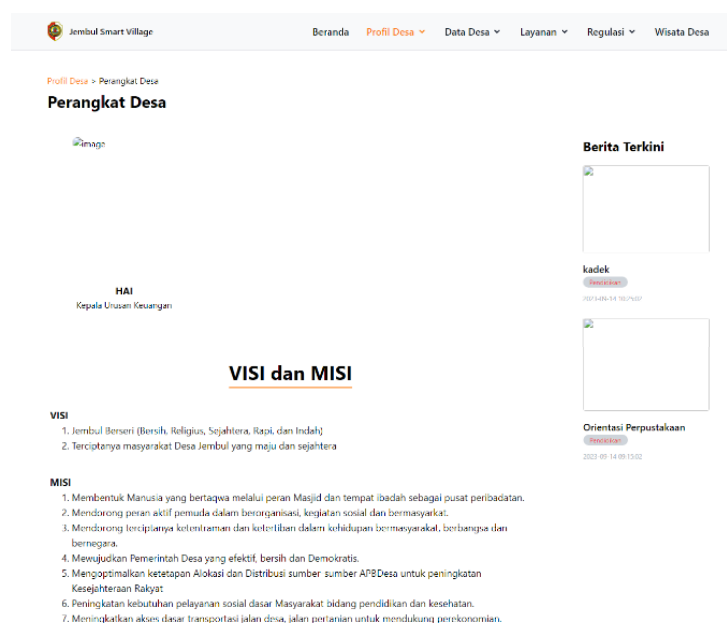 Jembul Smart Village
Beranda
Profil Desa
Data Desa
Layanan
Regulasi
Wisata Desa
Profil Desa > Perangkat Desa
Perangkat Desa
image
HAI
Kepala Urusan Keuangan
VISI dan MISI
VISI
1. Jembul Berseri (Bersih, Religius, Sejahtera, Rapi, dan Indah)
2. Terciptanya masyarakat Desa Jembul yang maju dan sejahtera
MISI
1. Membentuk Manusia yang bertaqwa melalui peran Masjid dan tempat ibadah sebagai pusat peribadatan.
2. Mendorong peran aktif pemuda dalam berorganisasi, kegiatan sosial dan bermasyarkat.
3. Mendorong terciptanya ketentraman dan ketertiban dalam kehidupan bermasyarakat, berbangsa dan
bernegara.
4. Mewujudkan Pemerintah Desa yang efektif, bersih dan Demokratis.
5. Mengoptimalkan ketetapan Alokasi dan Distribusi sumber sumber APBDesa untuk peningkatan
Kesejahteraan Rakyat
6. Peningkatan kebutuhan pelayanan sosial dasar Masyarakat bidang pendidikan dan kesehatan.
7. Meningkatkan akses dasar transportasi jalan desa, jalan pertanian untuk mendukung perekonomian.
Berita Terkini
kadek
Pendidikan
Orientasi Perpustakaan
Pendidikan
2023-09-14 09:15:02